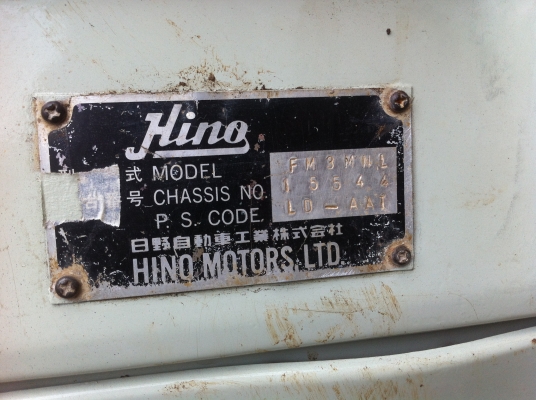 Hino
式 MODEL FM3MNL
番号 CHASSIS NO. 15544
P. S. CODE LD-AAT
日野自動車工業株式会社
HINO MOTORS, LTD.